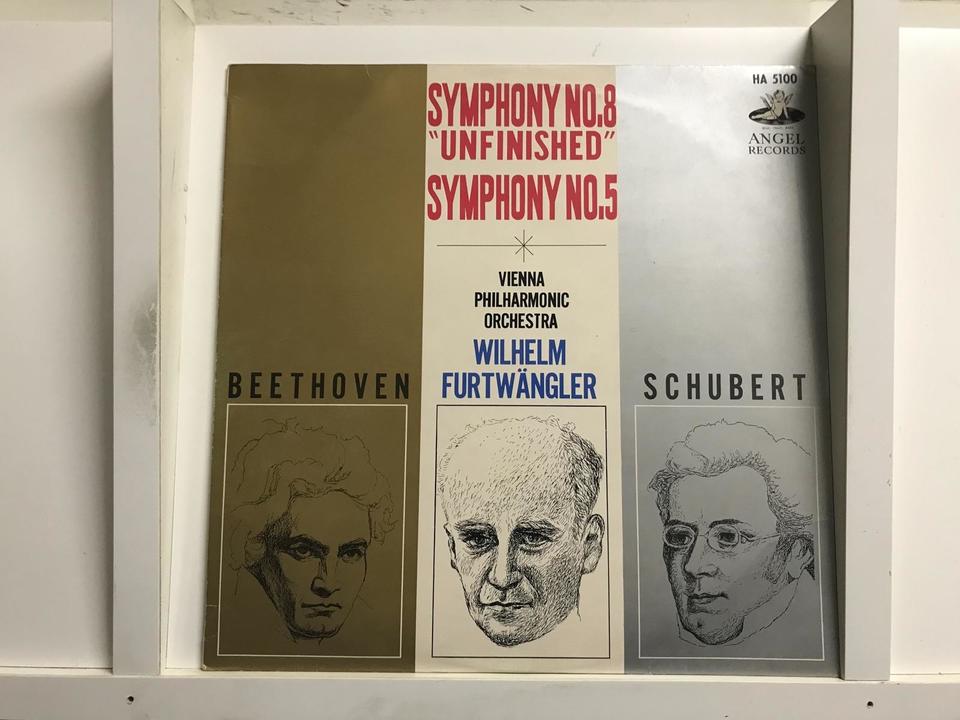 HA 5100
ANGEL
RECORDS
SYMPHONY NO.8
"UNFINISHED"
SYMPHONY NO.5
VIENNA
PHILHARMONIC
ORCHESTRA
WILHELM
FURTWÄNGLER
BEETHOVEN
SCHUBERT